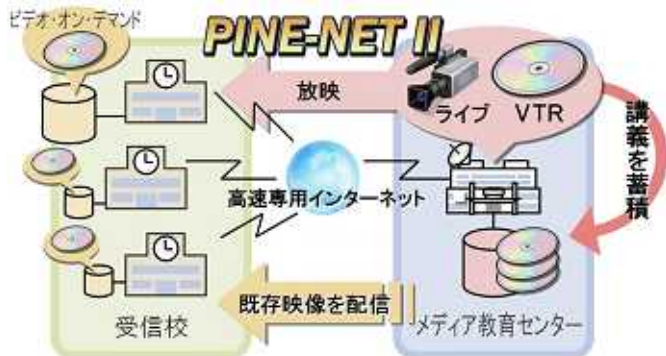 ビデオ・オン・デマンド
PINE-NET II
放映
ライブ
VTR
講義を蓄積
高速専用インターネット
既存映像を配信
受信校
メディア教育センター